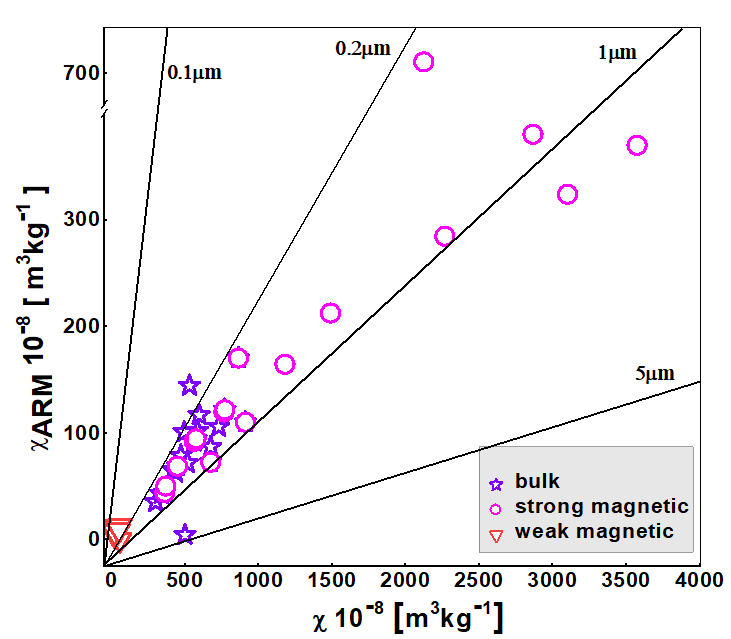 0.2μm
0.1μm
1μm
5μm
700
300
200
100
0
χARM 10⁻⁸ [ m³kg⁻¹ ]
bulk
strong magnetic
weak magnetic
0 500 1000 1500 2000 2500 3000 3500 4000
χ 10⁻⁸ [m³kg⁻¹]